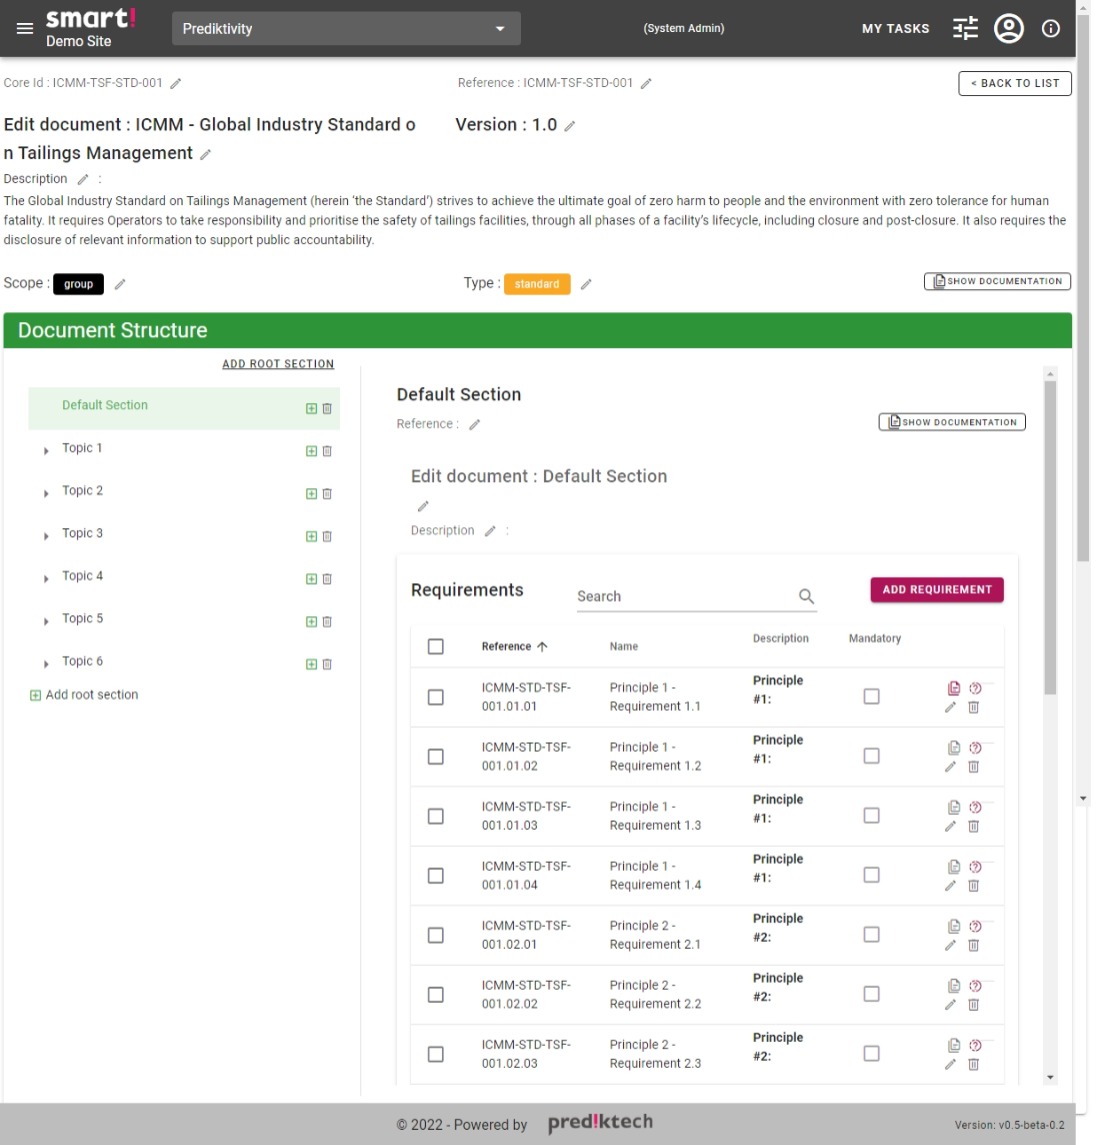 smart!
Demo Site
Prediktivity
(System Admin)
MY TASKS
Core Id : ICMM-TSF-STD-001
Reference : ICMM-TSF-STD-001
< BACK TO LIST
Edit document : ICMM - Global Industry Standard o
n Tailings Management
Version : 1.0
Description :
The Global Industry Standard on Tailings Management (herein ‘the Standard’) strives to achieve the ultimate goal of zero harm to people and the environment with zero tolerance for human
fatality. It requires Operators to take responsibility and prioritise the safety of tailings facilities, through all phases of a facility’s lifecycle, including closure and post-closure. It also requires the
disclosure of relevant information to support public accountability.
Scope : group
Type : standard
SHOW DOCUMENTATION
Document Structure
ADD ROOT SECTION
Default Section
Topic 1
Topic 2
Topic 3
Topic 4
Topic 5
Topic 6
Add root section
Default Section
Reference :
SHOW DOCUMENTATION
Edit document : Default Section
Description :
Requirements
Search
ADD REQUIREMENT
Reference Name Description Mandatory
ICMM-STD-TSF- Principle 1 - Principle
001.01.01 Requirement 1.1 #1:
ICMM-STD-TSF- Principle 1 - Principle
001.01.02 Requirement 1.2 #1:
ICMM-STD-TSF- Principle 1 - Principle
001.01.03 Requirement 1.3 #1:
ICMM-STD-TSF- Principle 1 - Principle
001.01.04 Requirement 1.4 #1:
ICMM-STD-TSF- Principle 2 - Principle
001.02.01 Requirement 2.1 #2:
ICMM-STD-TSF- Principle 2 - Principle
001.02.02 Requirement 2.2 #2:
ICMM-STD-TSF- Principle 2 - Principle
001.02.03 Requirement 2.3 #2:
© 2022 - Powered by pred!ktech
Version: v0.5-beta-0.2